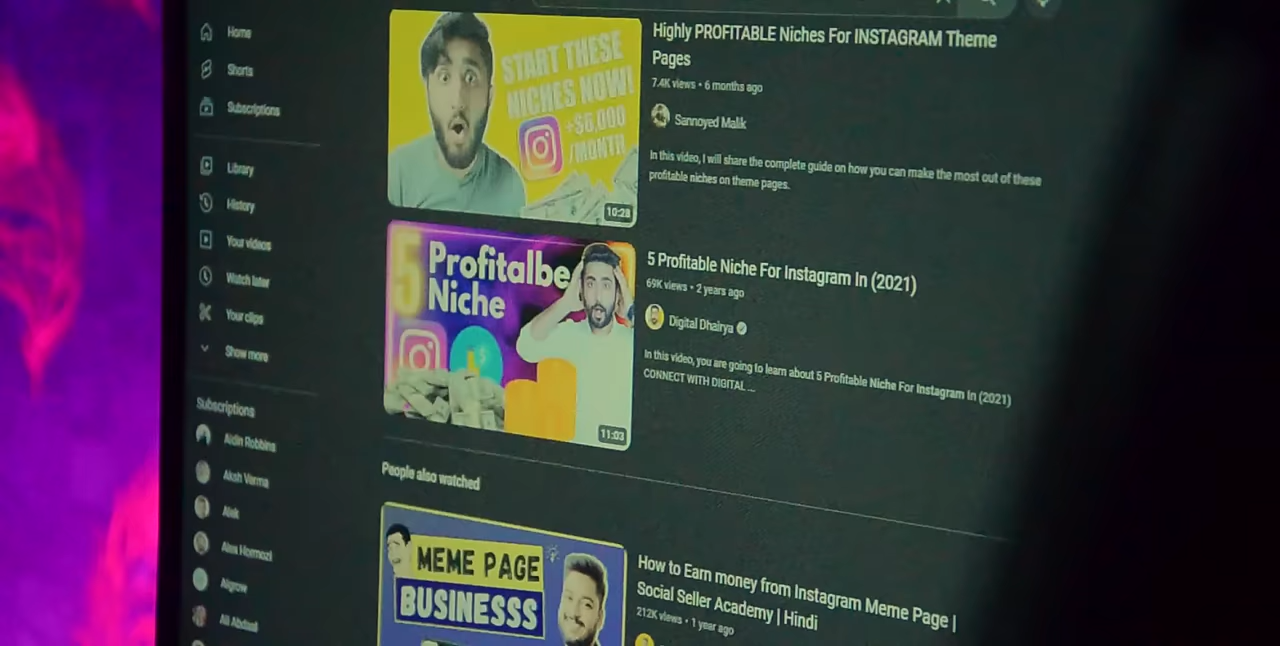 Home
Shorts
Subscriptions
Library
History
Your videos
Watch later
Your clips
Show more
Subscriptions
Aidin Robbins
Aksh Verma
Alek
Alex Hormozi
Algrow
Ali Abdaal
START THESE
NICHES NOW!
+$6,000
/MONTH
10:28
Highly PROFITABLE Niches For INSTAGRAM Theme
Pages
7.4K views • 6 months ago
Sannoyed Malik
In this video, I will share the complete guide on how you can make the most out of these
profitable niches on theme pages.
5 Profitalbe
Niche
$
11:03
5 Profitable Niche For Instagram In (2021)
69K views • 2 years ago
Digital Dhairya
In this video, you are going to learn about 5 Profitable Niche For Instagram In (2021)
CONNECT WITH DIGITAL ...
People also watched
MEME PAGE
BUSINESSS
How to Earn money from Instagram Meme Page |
Social Seller Academy | Hindi
212K views • 1 year ago